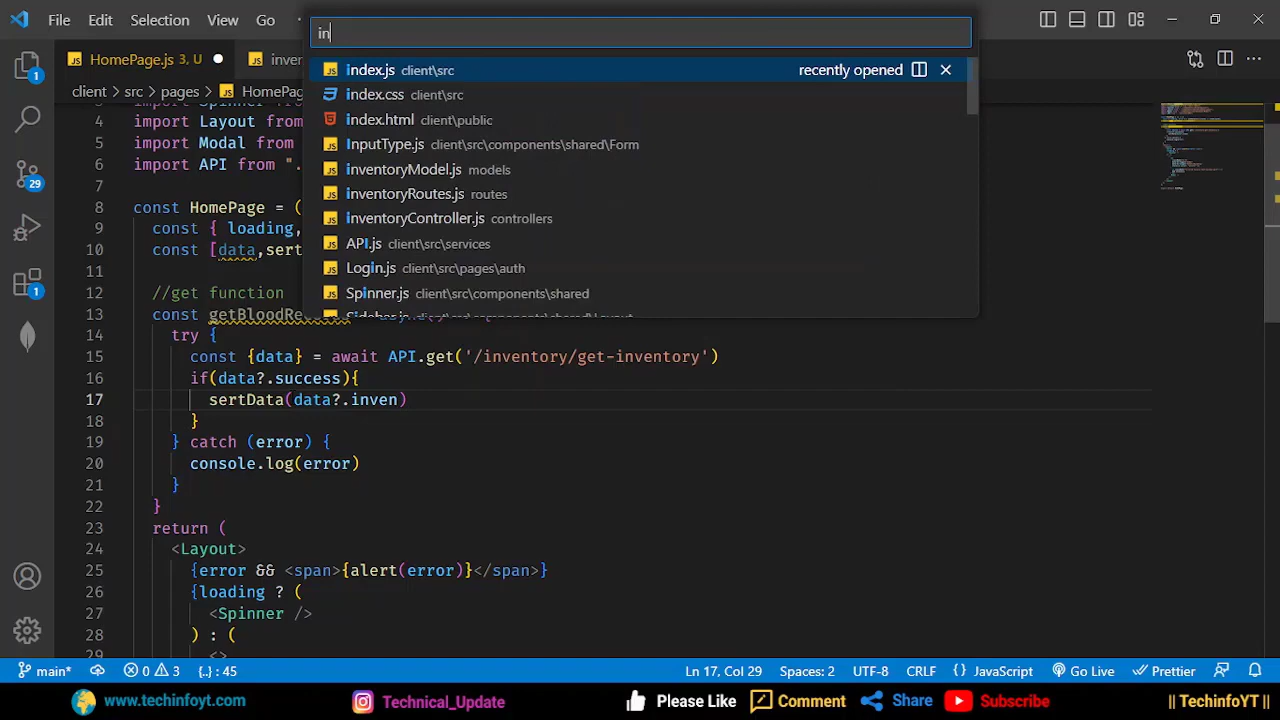 File Edit Selection View Go
in
HomePage.js 3, U
index.js client\src recently opened
client > src > pages > HomePag
index.css client\src
index.html client\public
InputType.js client\src\components\shared\Form
inventoryModel.js models
inventoryRoutes.js routes
inventoryController.js controllers
API.js client\src\services
Login.js client\src\pages\auth
Spinner.js client\src\components\shared
4 import Layout from
5 import Modal from
6 import API from "
7
8 const HomePage = (
9 const { loading,
10 const [data,sert
11
12 //get function
13 const getBloodRecords
14 try {
15 const {data} = await API.get('/inventory/get-inventory')
16 if(data?.success){
17 sertData(data?.inven)
18 }
19 } catch (error) {
20 console.log(error)
21 }
22 }
23 return (
24 <Layout>
25 {error && <span>{alert(error)}</span>}
26 {loading ? (
27 <Spinner />
28 ) : (
29 <>
1
29
1
main* 0 3 {..} : 45 Ln 17, Col 29 Spaces: 2 UTF-8 CRLF {} JavaScript Go Live Prettier
www.techinfoyt.com Technical_Update Please Like Comment Share Subscribe || TechinfoYT ||